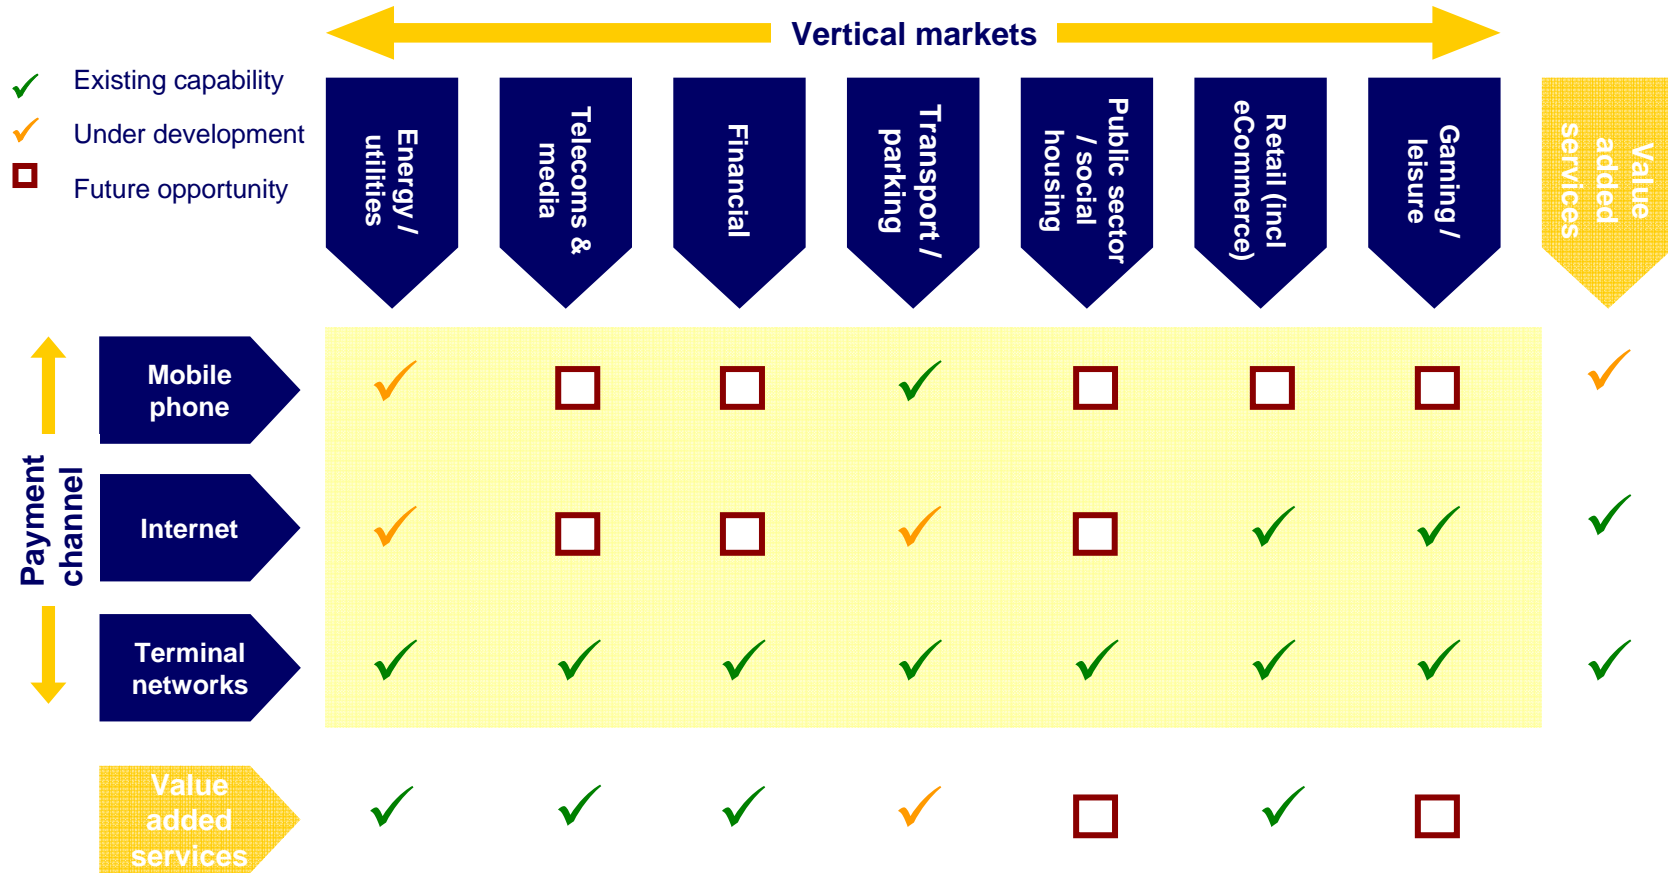 Vertical markets
Existing capability
Under development
Future opportunity
Energy /
utilities
Telecoms &
media
Financial
Transport /
parking
Public sector
/ social
housing
Retail (incl
eCommerce)
Gaming /
leisure
Value
added
services
Payment
channel
Mobile
phone
Internet
Terminal
networks
Value
added
services